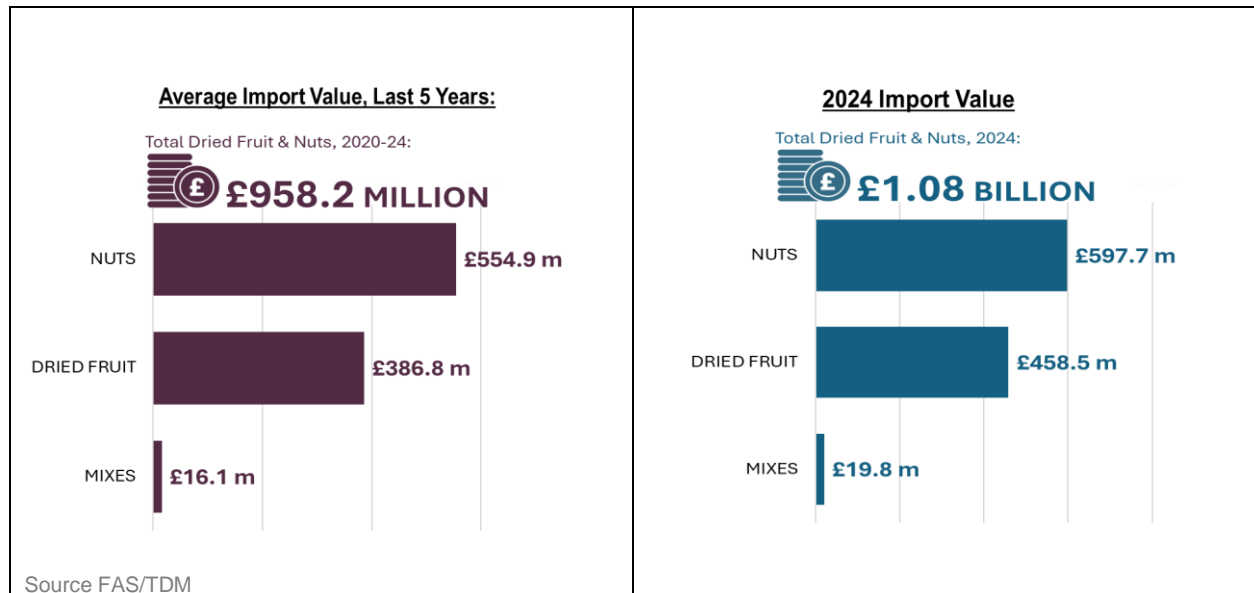 Average Import Value, Last 5 Years:
Total Dried Fruit & Nuts, 2020-24:
£
£958.2 MILLION
NUTS
£554.9 m
DRIED FRUIT
£386.8 m
MIXES
£16.1 m
Source FAS/TDM
2024 Import Value
Total Dried Fruit & Nuts, 2024:
£
£1.08 BILLION
NUTS
£597.7 m
DRIED FRUIT
£458.5 m
MIXES
£19.8 m